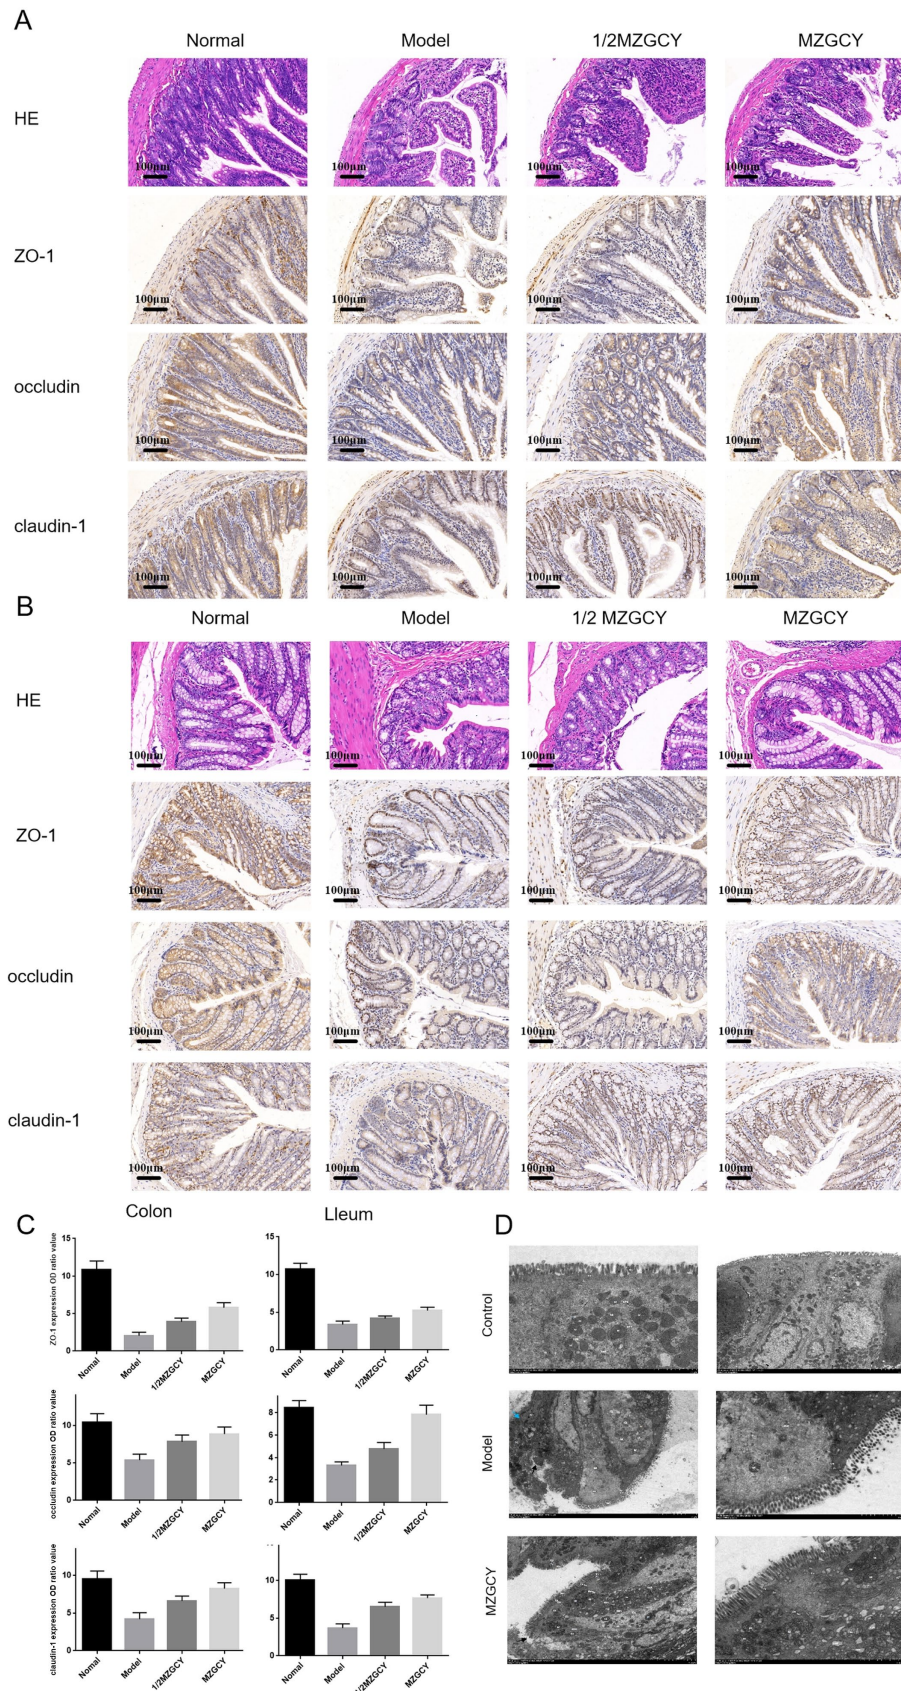 A
Normal Model 1/2MZGCY MZGCY
HE
100μm 100μm 100μm 100μm
ZO-1
100μm 100μm 100μm 100μm
occludin
100μm 100μm 100μm 100μm
claudin-1
100μm 100μm 100μm 100μm
B
Normal Model 1/2 MZGCY MZGCY
HE
100μm 100μm 100μm 100μm
ZO-1
100μm 100μm 100μm 100μm
occludin
100μm 100μm 100μm 100μm
claudin-1
100μm 100μm 100μm 100μm
C
Colon Lleum
ZO-1 expression OD ratio value
15
10
5
0
Nomal Model 1/2MZGCY MZGCY
15
10
5
0
Nomal Model 1/2MZGCY MZGCY
occludin expression OD ratio value
10
5
0
Nomal Model 1/2MZGCY MZGCY
8
6
4
2
0
Nomal Model 1/2MZGCY MZGCY
claudin-1 expression OD ratio value
10
5
0
Nomal Model 1/2MZGCY MZGCY
10
5
0
Nomal Model 1/2MZGCY MZGCY
D
Control
Model
MZGCY